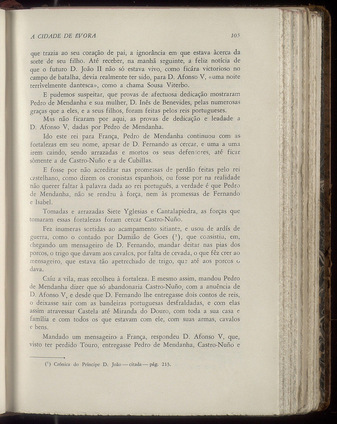 A CIDADE DE EVORA 105
que trazia ao seu coração de pai, a ignorância em que estava àcerca da
sorte de seu filho. Até receber, na manhã seguinte, a feliz notícia de
que o futuro D. João II não só estava vivo, como ficára victorioso no
campo de batalha, devia realmente ter sido, para D. Afonso V, «uma noite
terrìvelmente dantesca», como a chama Sousa Viterbo.
E podemos suspeitar, que provas de afectuosa dedicação mostraram
Pedro de Mendanha e sua mulher, D. Inês de Benevides, pelas numerosas
graças que a eles, e a seus filhos, foram feitas pelos reis portugueses.
Mas não ficaram por aqui, as provas de dedicação e lealdade a
D. Afonso V, dadas por Pedro de Mendanha.
Ido este rei para França, Pedro de Mendanha continuou com as
fortalezas em seu nome, apesar de D. Fernando as cercar, e uma a uma
irem caindo, sendo arrazadas e mortos os seus defensores, até ficar
sòmente a de Castro-Nuño e a de Cubillas.
E fosse por não acreditar nas promessas de perdão feitas pelo rei
castelhano, como dizem os cronistas espanhois, ou fosse por na realidade
não querer faltar à palavra dada ao rei português, a verdade é que Pedro
de Mendanha, não se rendeu à força, nem às promessas de Fernando
e Isabel.
Tomadas e arrazadas Siete Yglesias e Cantalapiedra, as forças que
tomaram essas fortalezas foram cercar Castro-Nuño.
Fez inumeras sortidas ao acampamento sitiante, e usou de ardis de
guerra, como o contado por Damião de Goes (¹), que consistiu, em,
chegando um mensageiro de D. Fernando, mandar deitar nas pias dos
porcos, o trigo que davam aos cavalos, por falta de cevada, o que fêz crer ao
mensageiro, que estava tão apetrechado de trigo, que até aos porcos o
dava.
Caíu a vila, mas recolheu à fortaleza. E mesmo assim, mandou Pedro
de Mendanha dizer que só abandonaria Castro-Nuño, com a anuência de
D. Afonso V, e desde que D. Fernando lhe entregasse dois contos de reis,
o deixasse sair com as bandeiras portuguesas desfraldadas, e com elas
assim atravessar Castela até Miranda do Douro, com toda a sua casa e
família e com todos os que estavam com ele, com suas armas, cavalos
e bens.
Mandado um mensageiro a França, respondeu D. Afonso V, que,
visto ter perdido Touro, entregasse Pedro de Mendanha, Castro-Nuño e
(¹) Crónica do Príncipe D. João — citada — pág. 215.